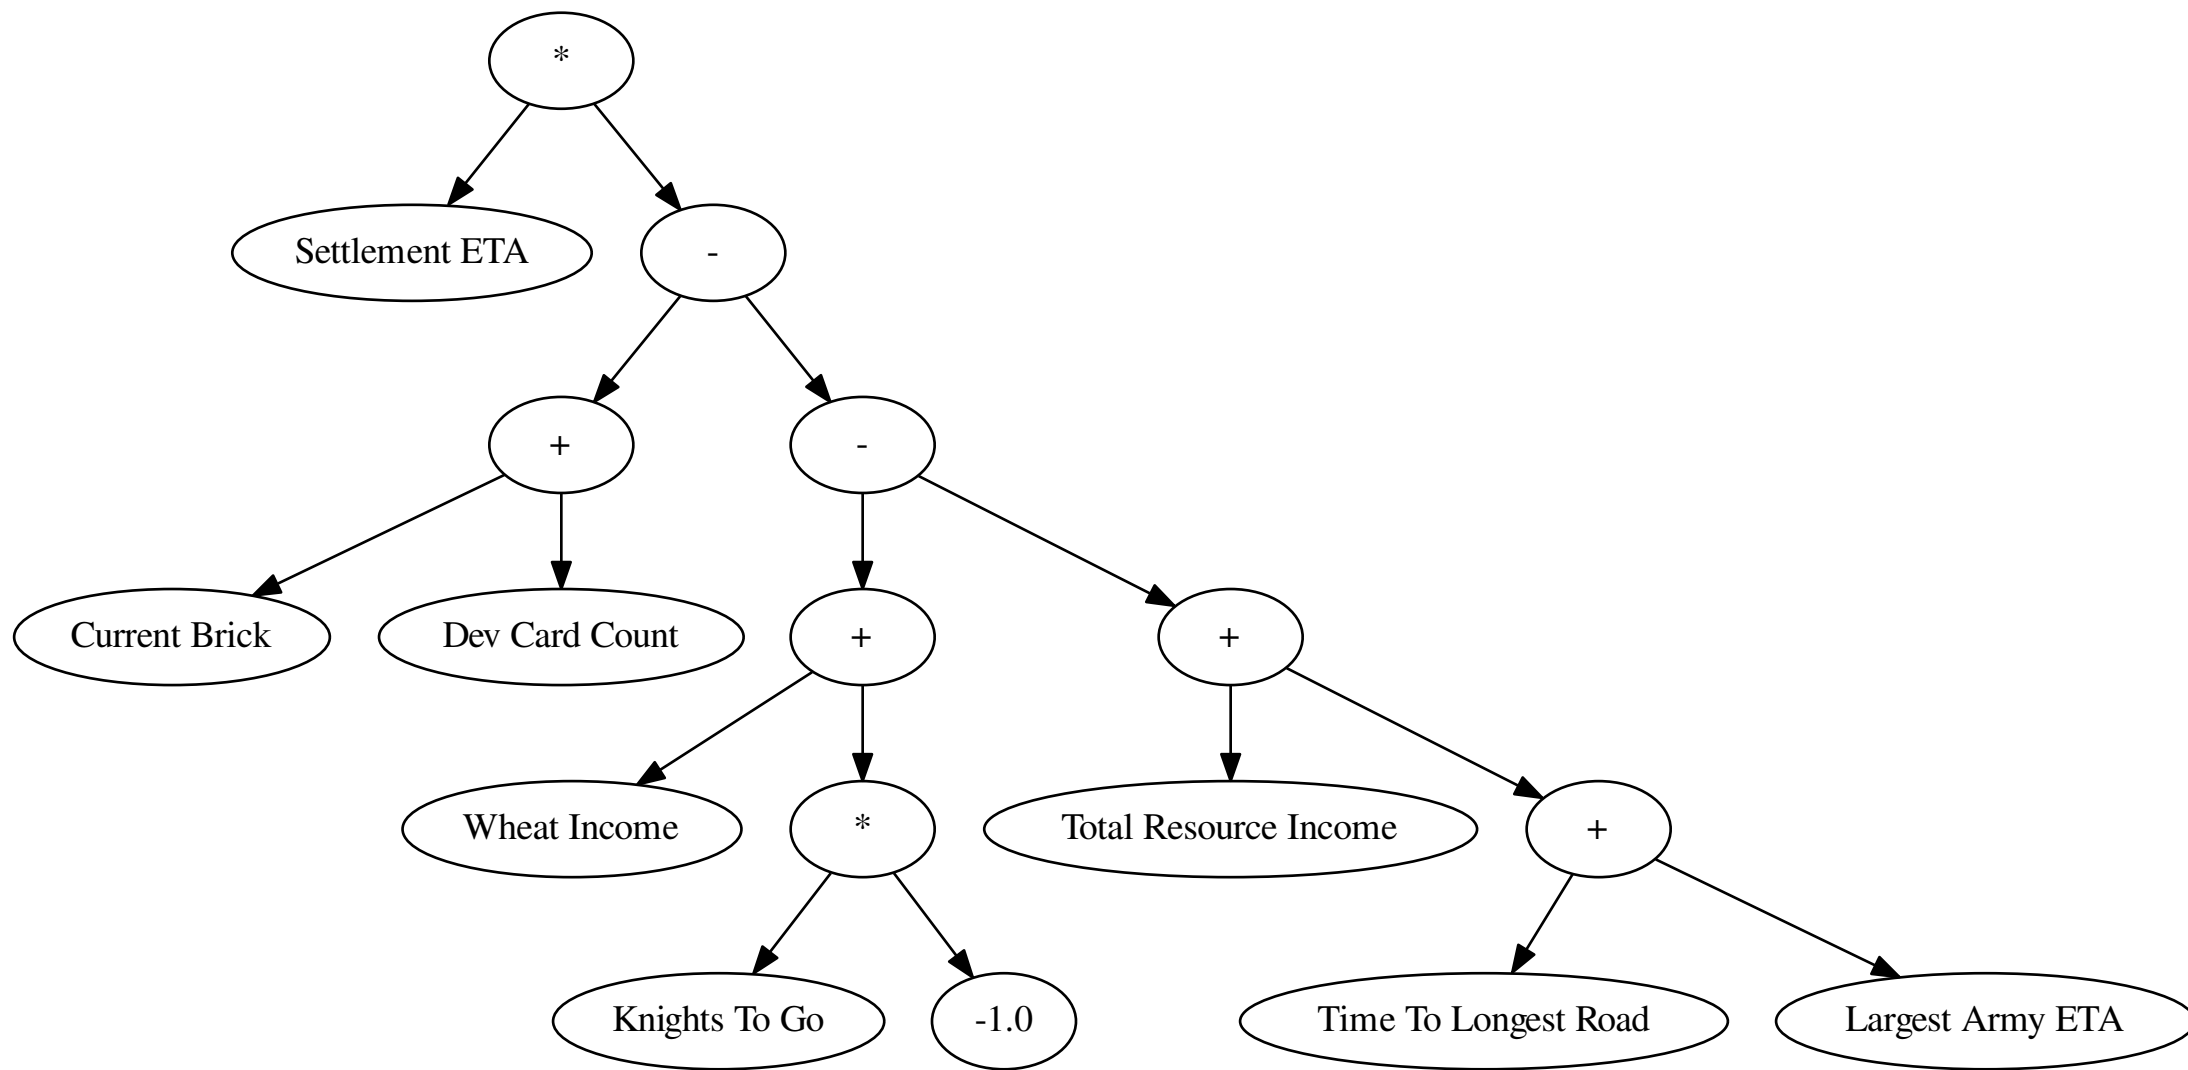 *
Settlement ETA
-
+
-
Current Brick
Dev Card Count
+
+
Wheat Income
*
Total Resource Income
+
Knights To Go
-1.0
Time To Longest Road
Largest Army ETA